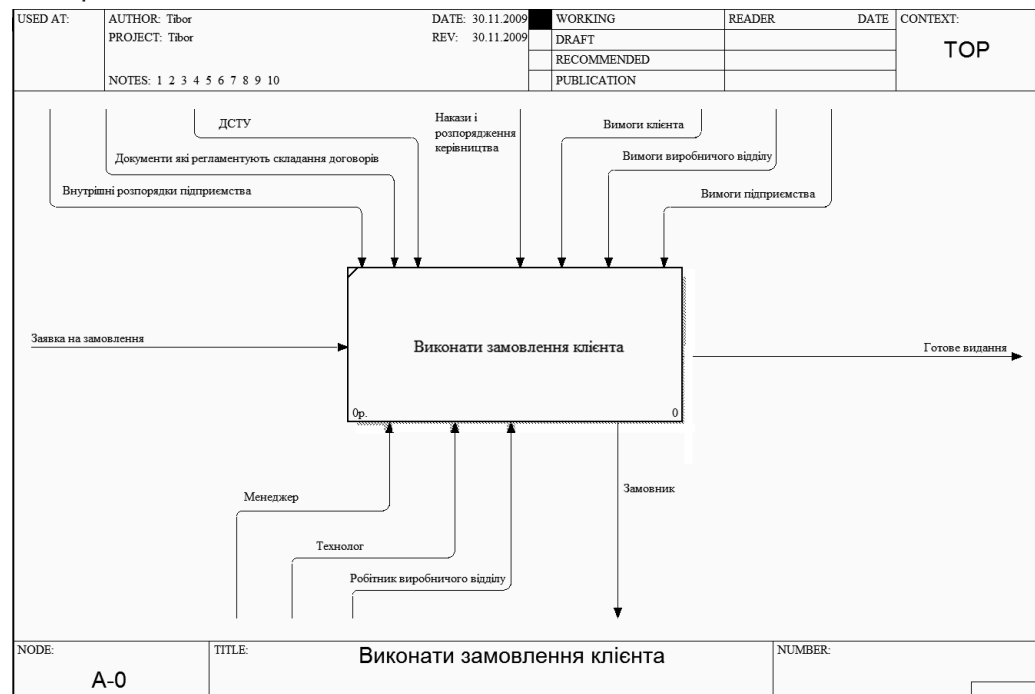 USED AT:
AUTHOR: Tibor
DATE: 30.11.2009
WORKING
READER
DATE
CONTEXT:
PROJECT: Tibor
REV: 30.11.2009
DRAFT
TOP
RECOMMENDED
NOTES: 1 2 3 4 5 6 7 8 9 10
PUBLICATION
ДСТУ
Накази і
розпорядження
керівництва
Вимоги клієнта
Документи які регламентують складання договорів
Вимоги виробничого відділу
Внутрішні розпорядки підприємства
Вимоги підприємства
Заявка на замовлення
Виконати замовлення клієнта
Готове видання
0р.
0
Менеджер
Замовник
Технолог
Робітник виробничого відділу
NODE:
TITLE:
Виконати замовлення клієнта
NUMBER:
A-0